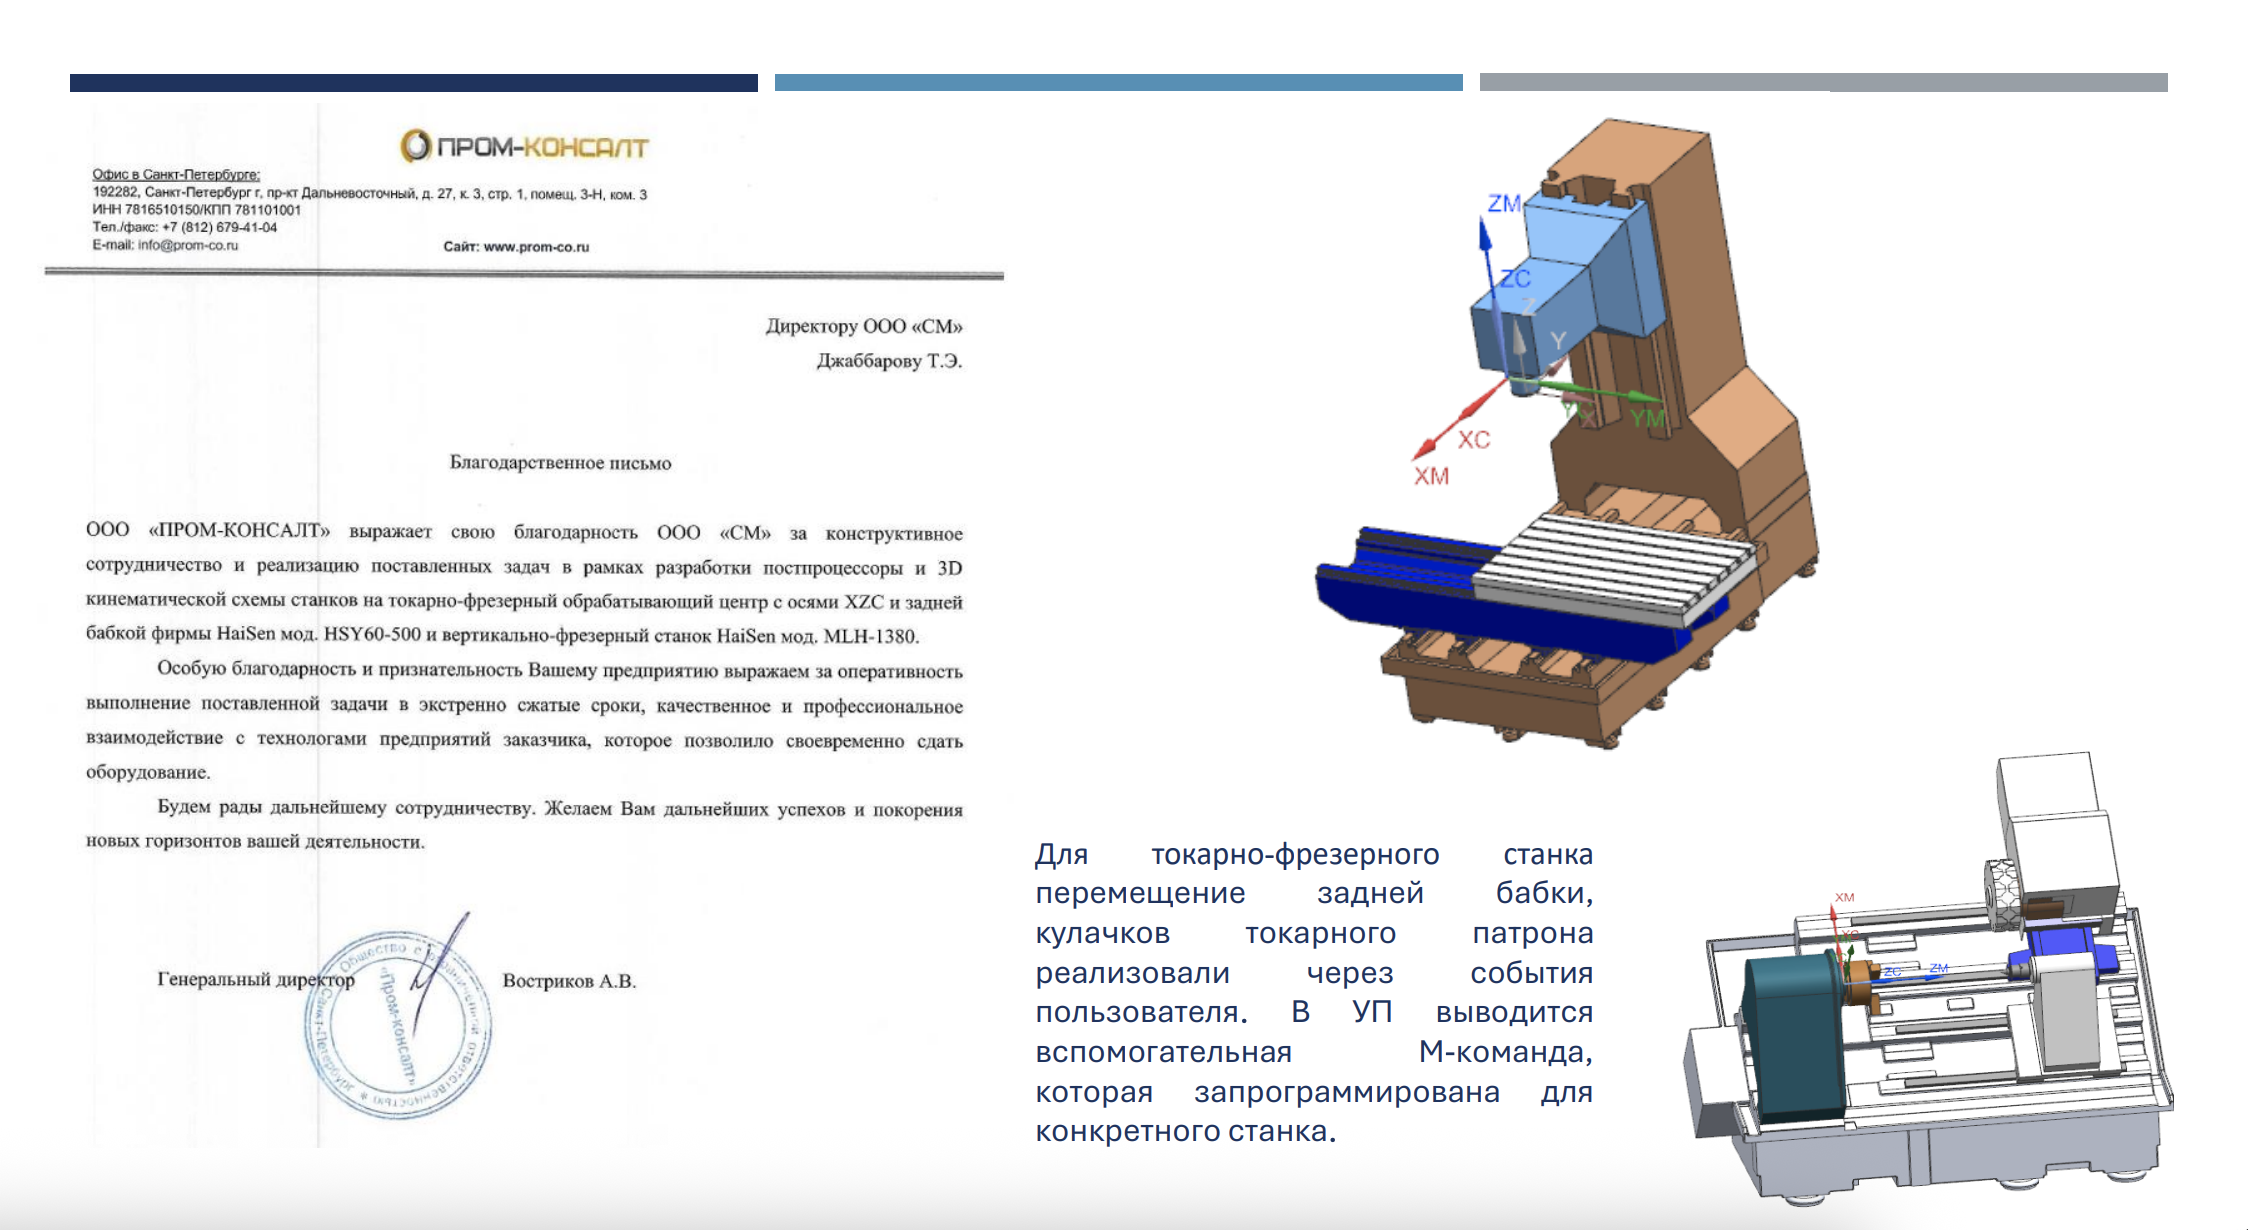 ПРОМ-КОНСАЛТ
Офис в Санкт-Петербурге:
192282, Санкт-Петербург г, пр-кт Дальневосточный, д. 27, к. 3, стр. 1, помещ. 3-Н, ком. 3
ИНН 7816510150/КПП 781101001
Тел./факс: +7 (812) 679-41-04
E-mail: info@prom-co.ru Сайт: www.prom-co.ru
Директору ООО «СМ»
Джаббарову Т.Э.
Благодарственное письмо
ООО «ПРОМ-КОНСАЛТ» выражает свою благодарность ООО «СМ» за конструктивное
сотрудничество и реализацию поставленных задач в рамках разработки постпроцессоры и 3D
кинематической схемы станков на токарно-фрезерный обрабатывающий центр с осями XZC и задней
бабкой фирмы HaiSen мод. HSY60-500 и вертикально-фрезерный станок HaiSen мод. MLH-1380.
Особую благодарность и признательность Вашему предприятию выражаем за оперативность
выполнение поставленной задачи в экстренно сжатые сроки, качественное и профессиональное
взаимодействие с технологами предприятий заказчика, которое позволило своевременно сдать
оборудование.
Будем рады дальнейшему сотрудничеству. Желаем Вам дальнейших успехов и покорения
новых горизонтов вашей деятельности.
Генеральный директор Востриков А.В.
Общество с ограниченной ответственностью
Санкт-Петербург
«Пром-консалт»
ZM
ZC
Z
Y
YM
X
XC
XM
Для токарно-фрезерного станка
перемещение задней бабки,
кулачков токарного патрона
реализовали через события
пользователя. В УП выводится
вспомогательная М-команда,
которая запрограммирована для
конкретного станка.
XM
ZC
ZM